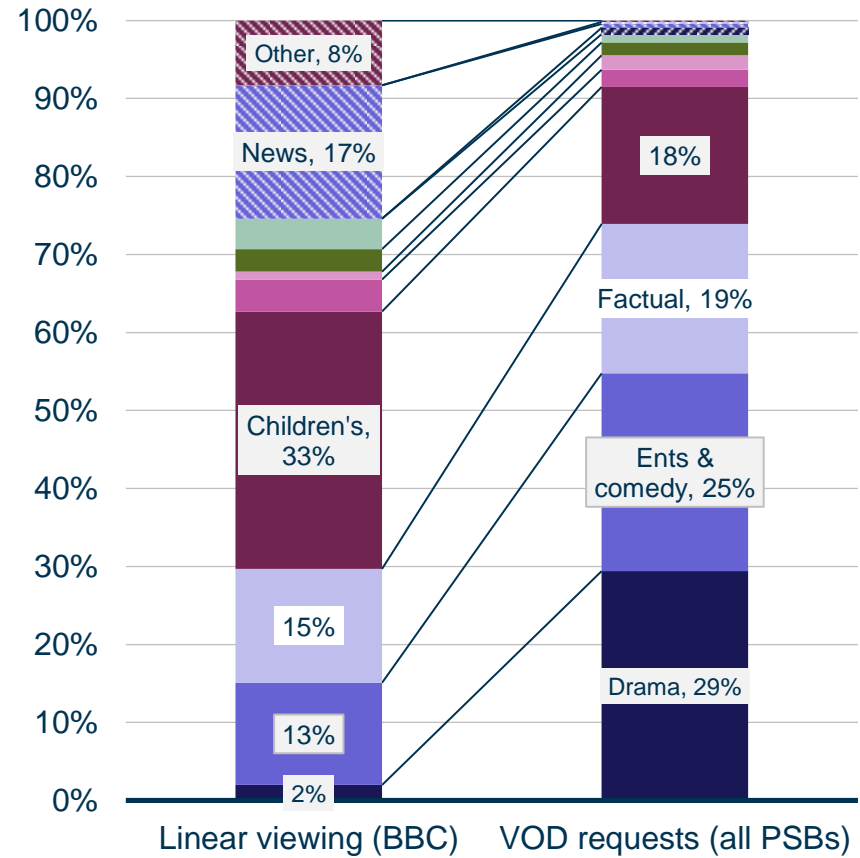 100%
90%
80%
70%
60%
50%
40%
30%
20%
10%
0%
Other, 8%
News, 17%
Children's,
33%
15%
13%
2%
18%
Factual, 19%
Ents &
comedy, 25%
Drama, 29%
Linear viewing (BBC)
VOD requests (all PSBs)